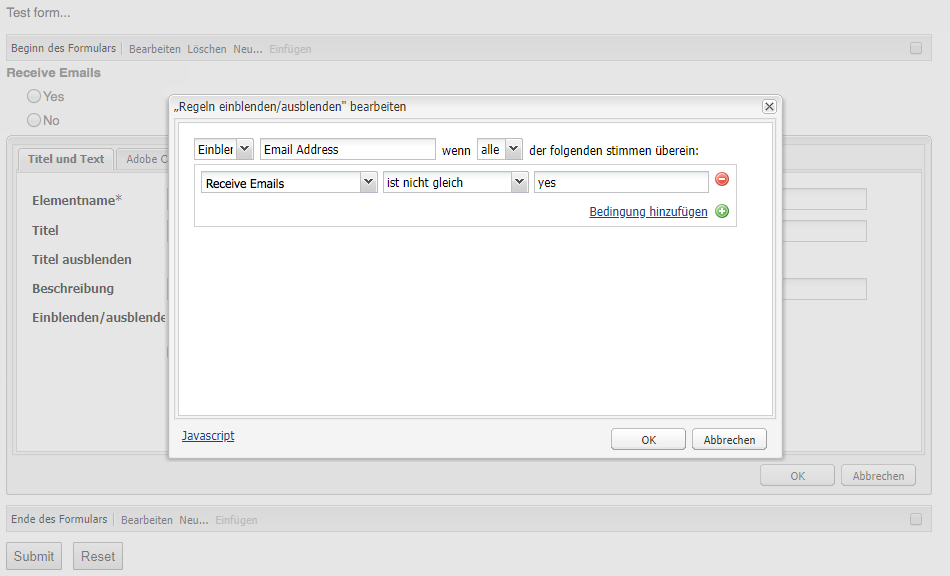 Test form...
Beginn des Formulars Bearbeiten Löschen Neu... Einfügen
Receive Emails
Yes
No
„Regeln einblenden/ausblenden" bearbeiten
Einbler Email Address wenn alle der folgenden stimmen überein:
Receive Emails ist nicht gleich yes
Bedingung hinzufügen
Javascript OK Abbrechen
Titel und Text Adobe C
Elementname*
Titel
Titel ausblenden
Beschreibung
Einblenden/ausblende
OK Abbrechen
Ende des Formulars Bearbeiten Neu... Einfügen
Submit Reset